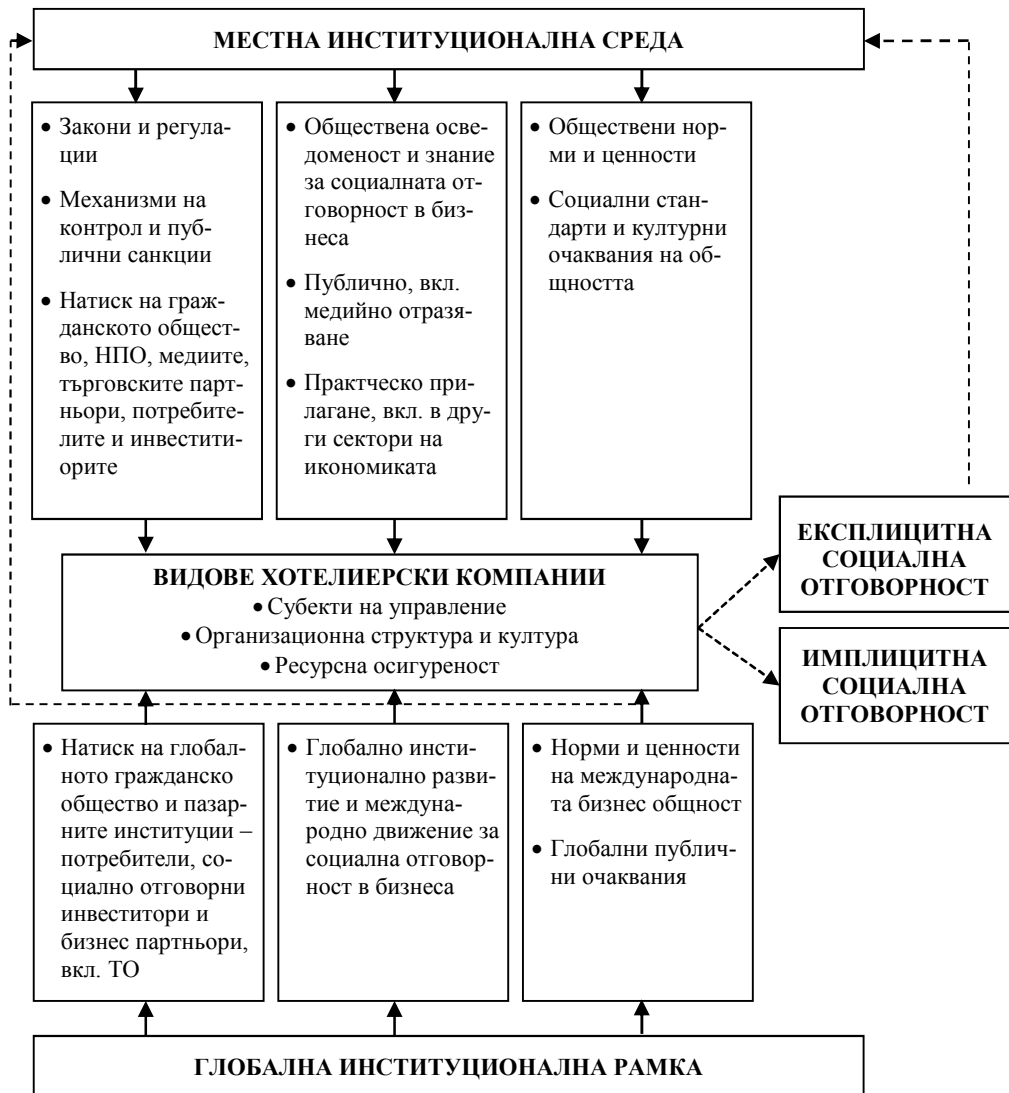 МЕСТНА ИНСТИТУЦИОНАЛНА СРЕДА
• Закони и регула-
ции
• Механизми на
контрол и пуб-
лични санкции
• Натиск на граж-
данското общест-
во, НПО, медиите,
търговските парт-
ньори, потребите-
лите и инвестити-
орите
• Обществена осве-
доменост и знание
за социалната от-
говорност в биз-
неса
• Публично, вкл.
медийно отразя-
ване
• Практческо при-
лагане, вкл. в дру-
ги сектори на
икономиката
• Обществени нор-
ми и ценности
• Социални стан-
дарти и културни
очаквания на об-
щността
ВИДОВЕ ХОТЕЛИЕРСКИ КОМПАНИИ
• Субекти на управление
• Организационна структура и култура
• Ресурсна осигуреност
ЕКСПЛИЦИТНА
СОЦИАЛНА
ОТГОВОРНОСТ
ИМПЛИЦИТНА
СОЦИАЛНА
ОТГОВОРНОСТ
• Натиск на глобал-
ното гражданско
общество и пазар-
ните институции –
потребители, со-
циално отговорни
инвеститори и
бизнес партньори,
вкл. ТО
• Глобално инсти-
туционално разви-
тие и междуна-
родно движение за
социална отговор-
ност в бизнеса
• Норми и ценности
на международна-
та бизнес общност
• Глобални публич-
ни очаквания
ГЛОБАЛНА ИНСТИТУЦИОНАЛНА РАМКА